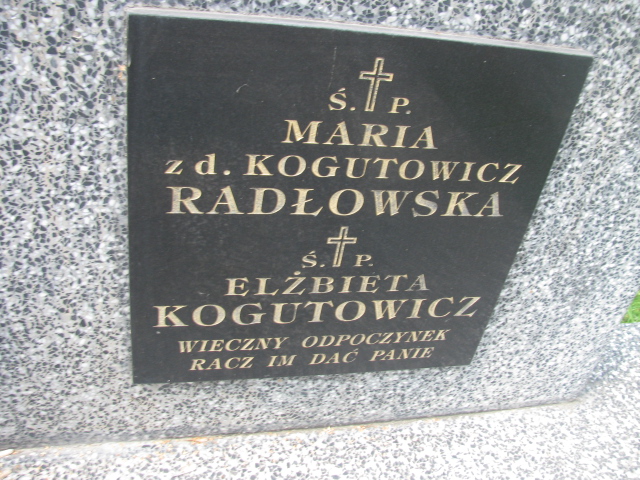 Ś. P.
MARIA
z d. KOGUTOWICZ
RADŁOWSKA
Ś. P.
ELŻBIETA
KOGUTOWICZ
WIECZNY ODPOCZYNEK
RACZ IM DAĆ PANIE